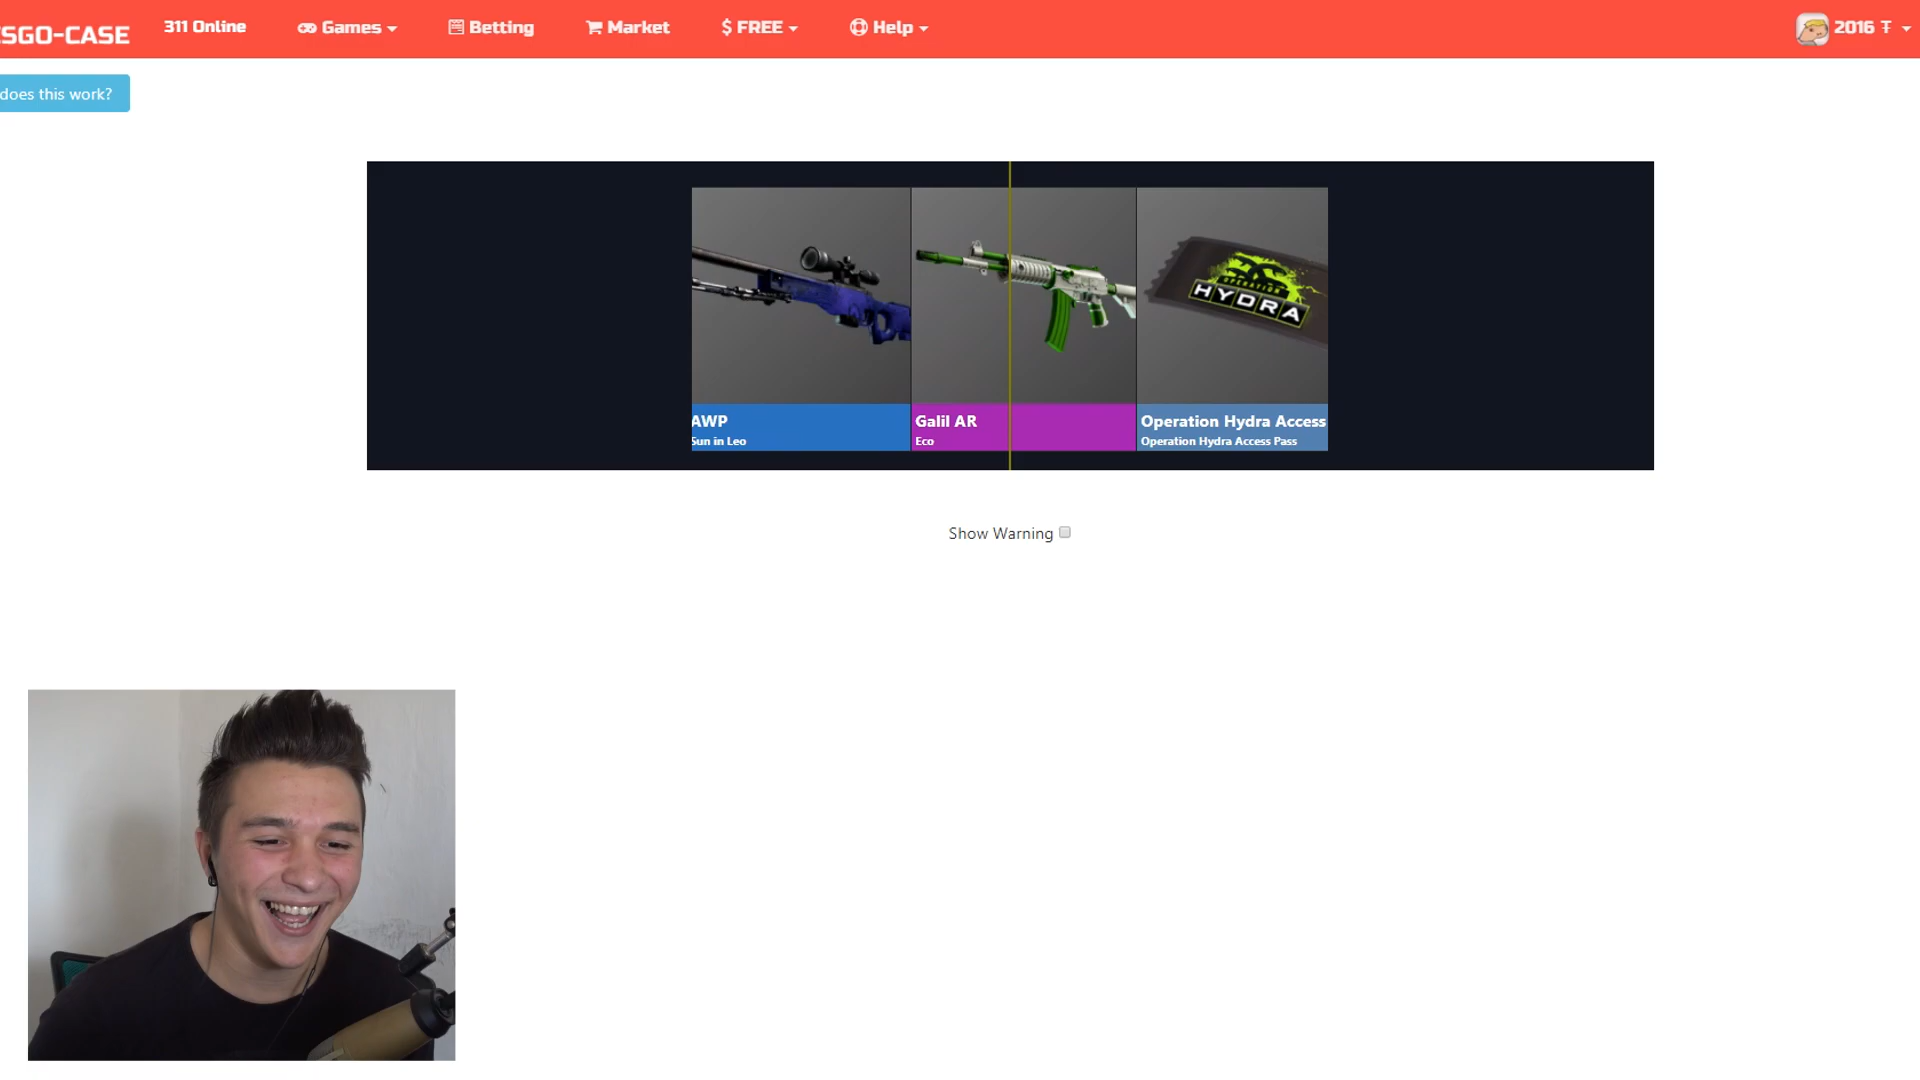 SGO-CASE
311 Online
Games
Betting
Market
$ FREE
Help
2016 Ŧ
does this work?
AWP
Sun in Leo
Galil AR
Eco
OPERATION
HYDRA
Operation Hydra Access
Operation Hydra Access Pass
Show Warning